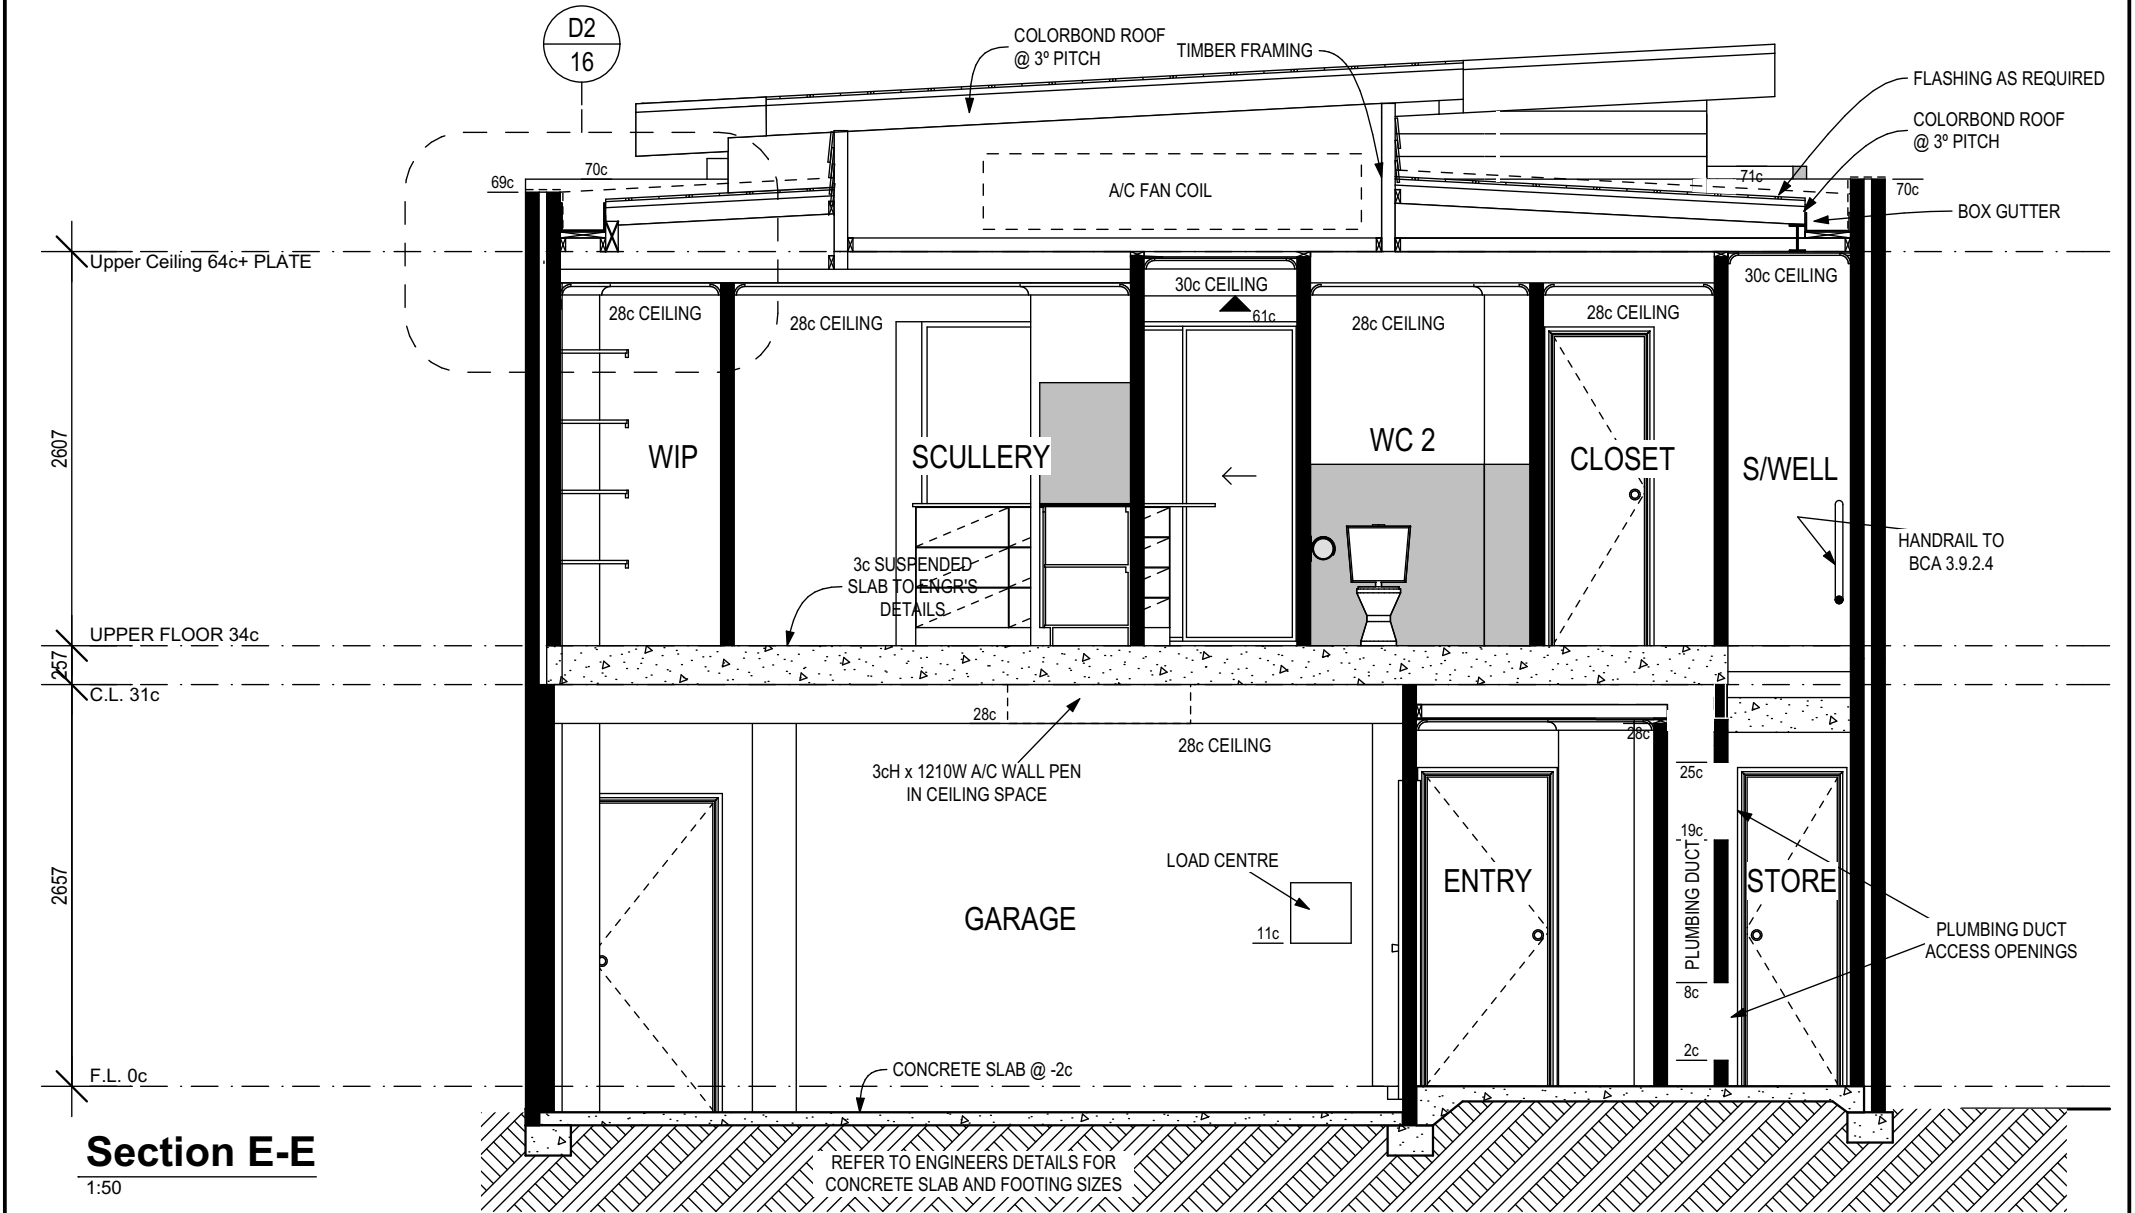 D2
16
COLORBOND ROOF
@ 3º PITCH
TIMBER FRAMING
FLASHING AS REQUIRED
COLORBOND ROOF
@ 3º PITCH
69c
70c
A/C FAN COIL
71c
70c
BOX GUTTER
Upper Ceiling 64c+ PLATE
28c CEILING
28c CEILING
30c CEILING
61c
28c CEILING
28c CEILING
30c CEILING
2607
WIP
SCULLERY
WC 2
CLOSET
S/WELL
HANDRAIL TO
BCA 3.9.2.4
3c SUSPENDED
SLAB TO ENGR'S
DETAILS
UPPER FLOOR 34c
257
C.L. 31c
28c
28c CEILING
28c
3cH x 1210W A/C WALL PEN
IN CEILING SPACE
25c
19c
LOAD CENTRE
2657
GARAGE
11c
ENTRY
PLUMBING DUCT
STORE
PLUMBING DUCT
ACCESS OPENINGS
8c
2c
F.L. 0c
CONCRETE SLAB @ -2c
Section E-E
1:50
REFER TO ENGINEERS DETAILS FOR
CONCRETE SLAB AND FOOTING SIZES